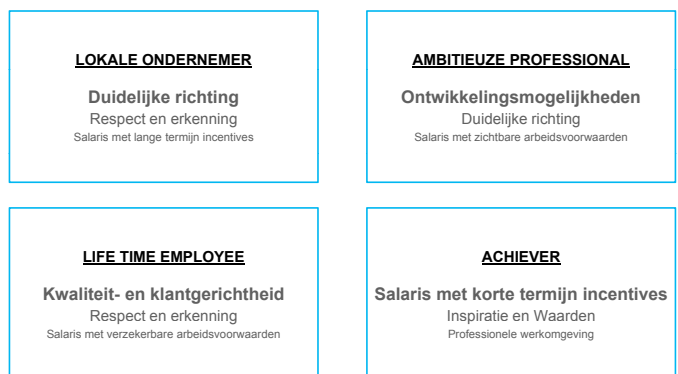 LOKALE ONDERNEMER
Duidelijke richting
Respect en erkenning
Salaris met lange termijn incentives
AMBITIEUZE PROFESSIONAL
Ontwikkelingsmogelijkheden
Duidelijke richting
Salaris met zichtbare arbeidsvoorwaarden
LIFE TIME EMPLOYEE
Kwaliteit- en klantgerichtheid
Respect en erkenning
Salaris met verzekerbare arbeidsvoorwaarden
ACHIEVER
Salaris met korte termijn incentives
Inspiratie en Waarden
Professionele werkomgeving